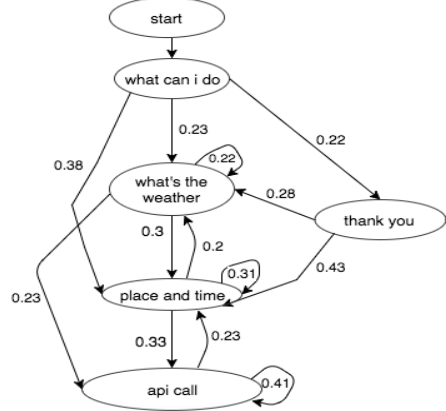 start
what can i do
0.23
0.22
0.38
0.22
what's the
weather
0.28
thank you
0.3
0.2
0.43
0.31
place and time
0.23
0.33
0.23
0.41
api call